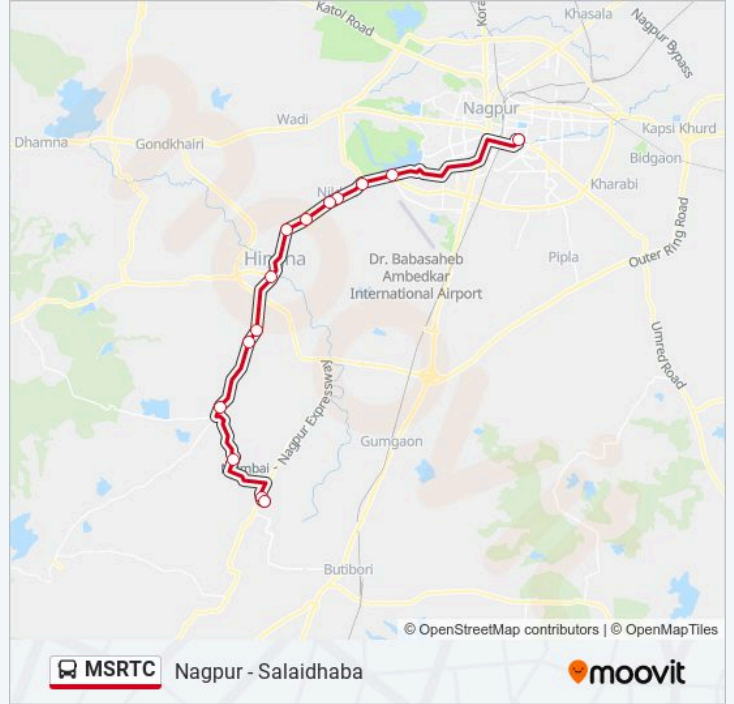 Katol Road
Kora
Khasala
Nagpur Bypass
Nagpur
Wadi
Dhamna
Gondkhairi
Kapsi Khurd
Bidgaon
Kharabi
Outer Ring Road
Pipla
Dr. Babasaheb
Ambedkar
International Airport
Umred Road
Nagpur Expressway
Gumgaon
Butibori
© OpenStreetMap contributors | © OpenMapTiles
MSRTC
Nagpur - Salaidhaba
moovit